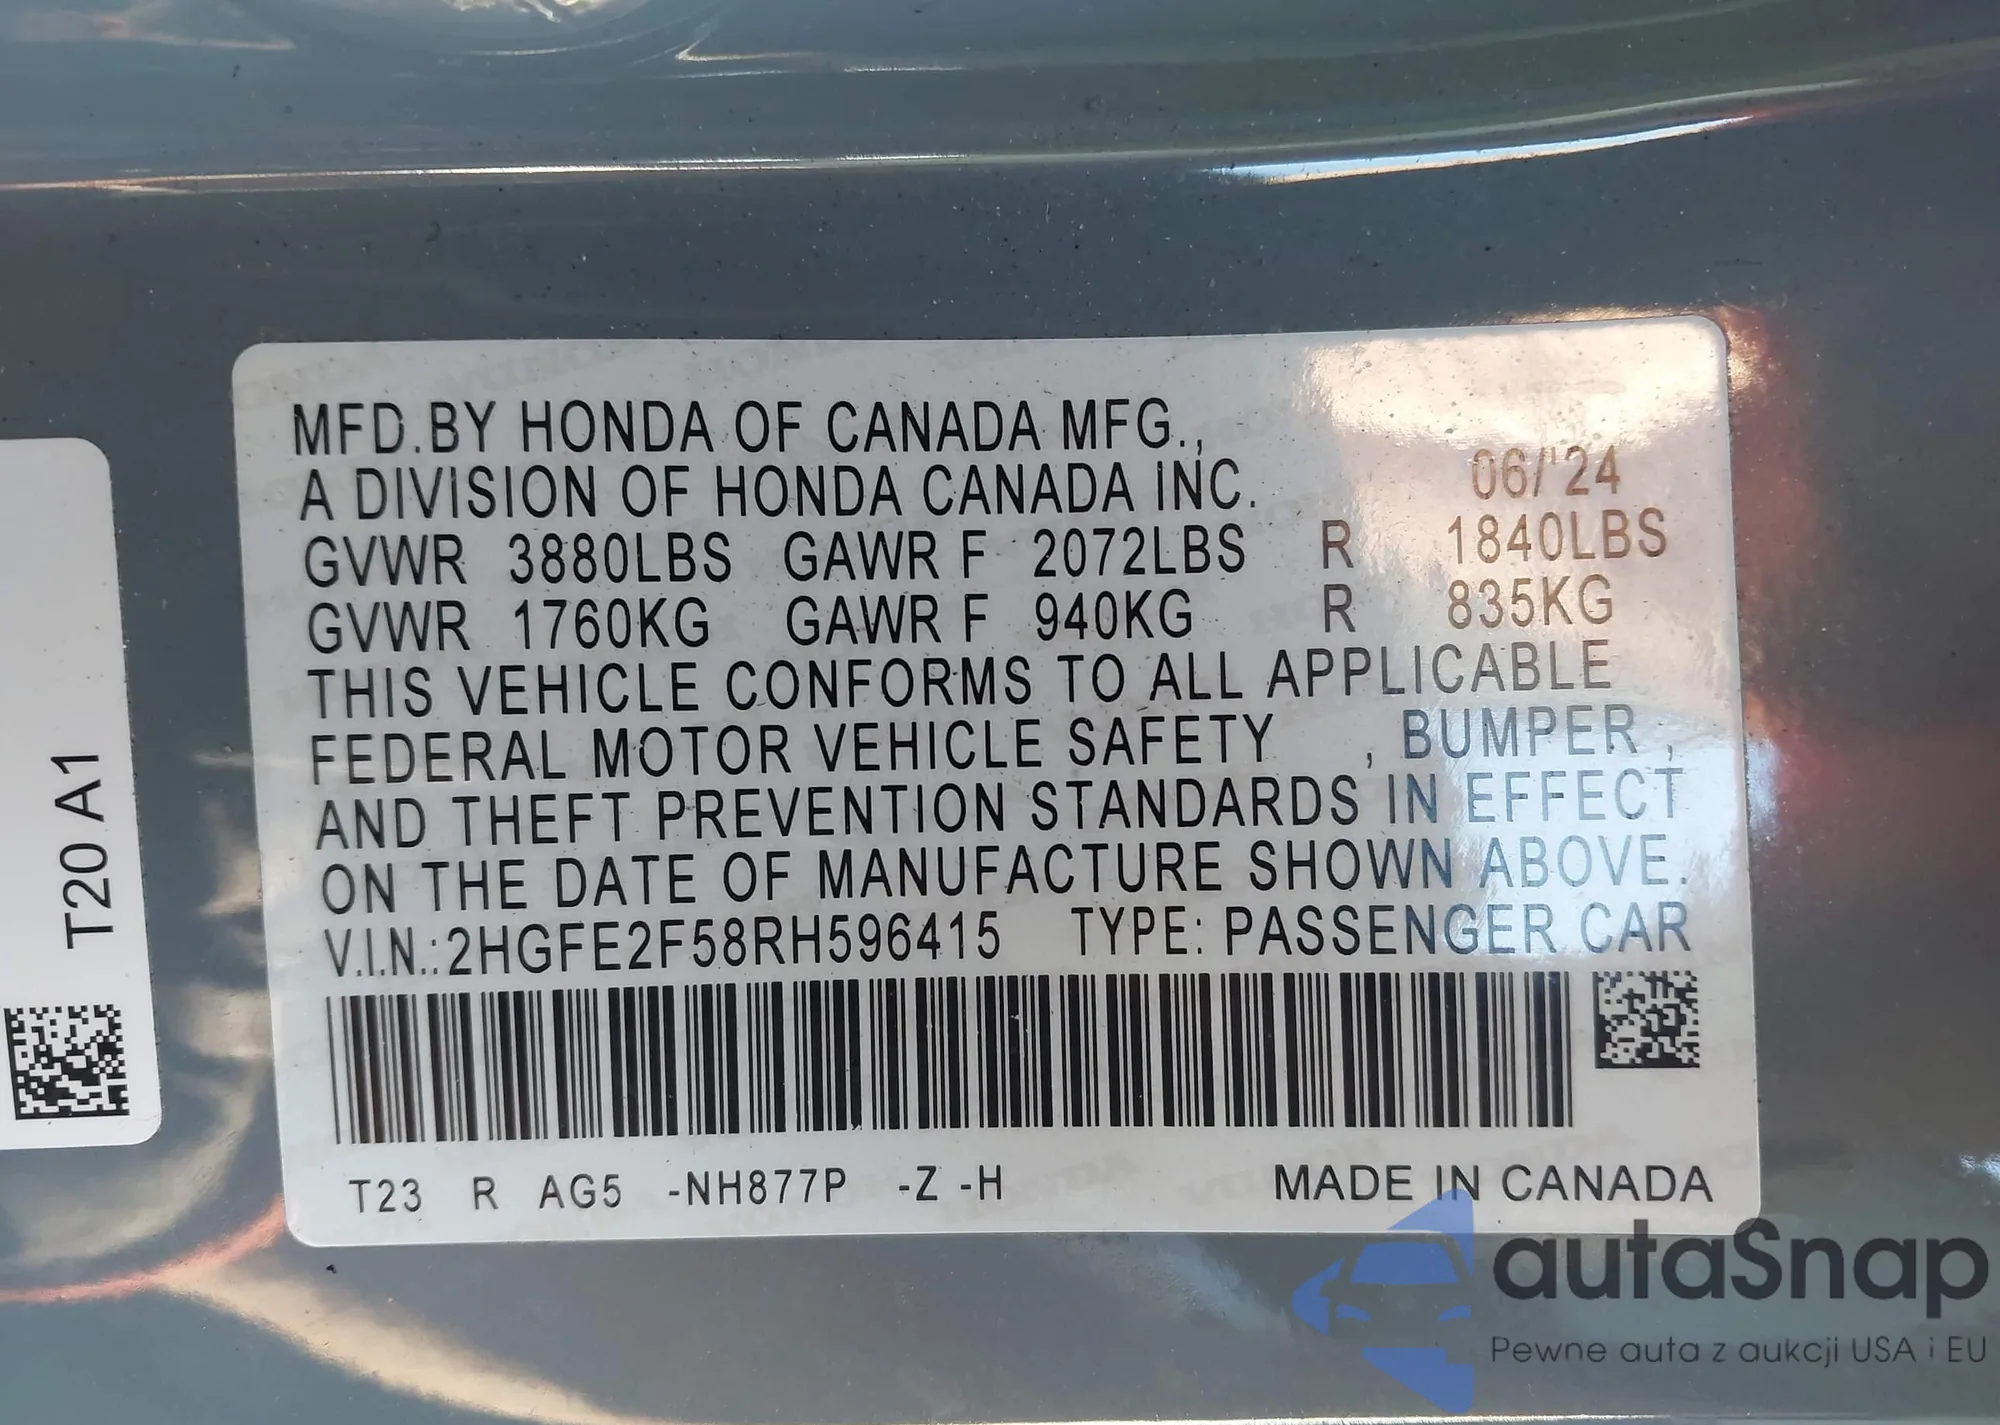 MFD.BY HONDA OF CANADA MFG.,
A DIVISION OF HONDA CANADA INC. 06/'24
GVWR 3880LBS GAWR F 2072LBS R 1840LBS
GVWR 1760KG GAWR F 940KG R 835KG
THIS VEHICLE CONFORMS TO ALL APPLICABLE
FEDERAL MOTOR VEHICLE SAFETY , BUMPER ,
AND THEFT PREVENTION STANDARDS IN EFFECT
ON THE DATE OF MANUFACTURE SHOWN ABOVE.
V.I.N.:2HGFE2F58RH596415 TYPE: PASSENGER CAR
T23 R AG5 -NH877P -Z -H MADE IN CANADA
T20 A1
autaSnap
Pewne auta z aukcji USA i EU